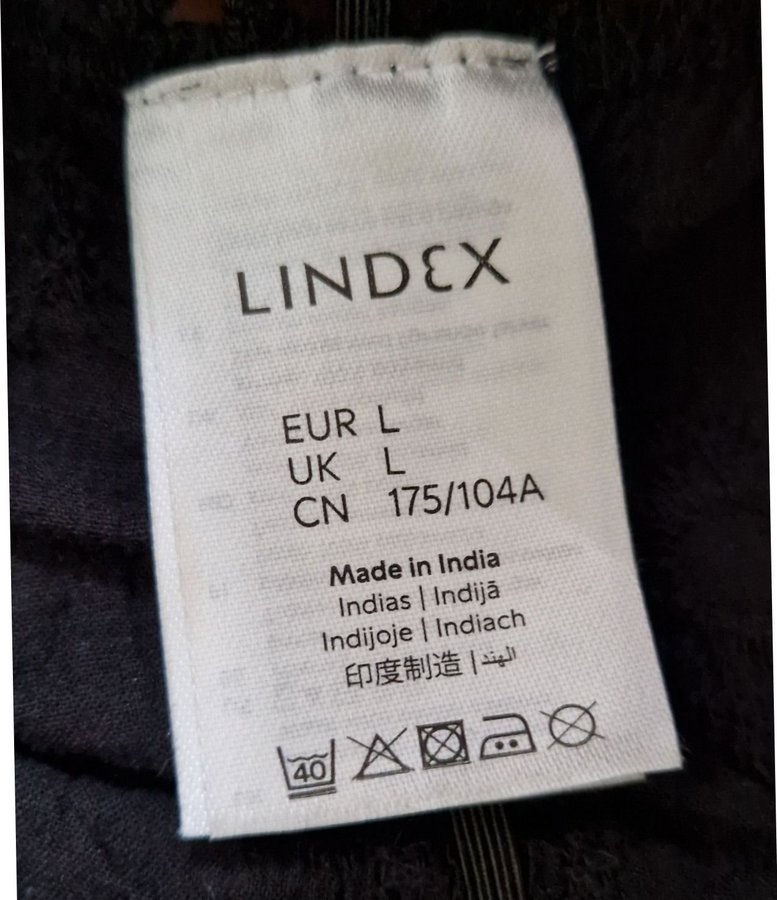 LINDEX
EUR L
UK L
CN 175/104A
Made in India
Indias | Indijā
Indijoje | Indiach
印度制造 | الهند
40